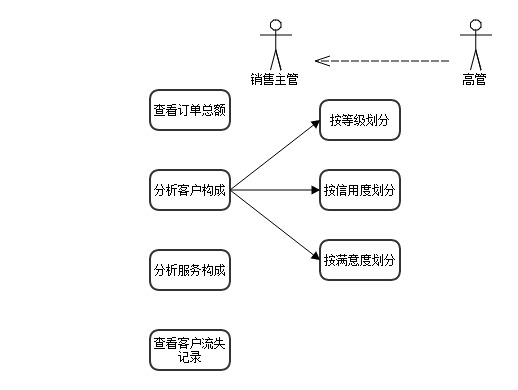 销售主管
高管
查看订单总额
按等级划分
分析客户构成
按信用度划分
分析服务构成
按满意度划分
查看客户流失
记录